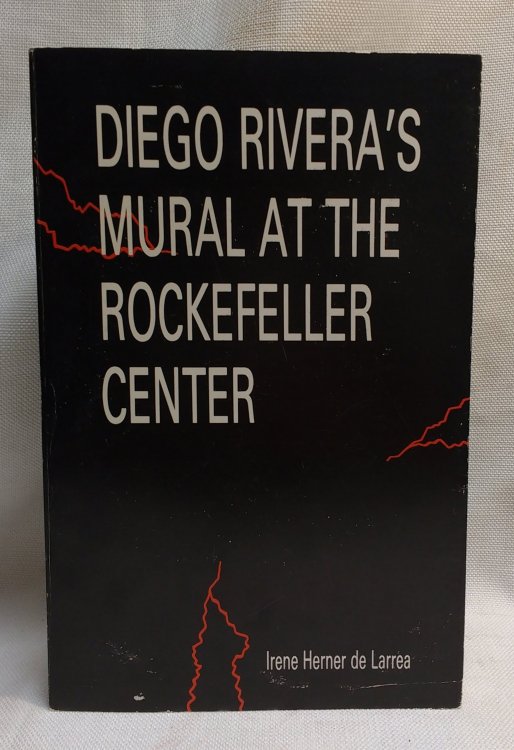 DIEGO RIVERA'S
MURAL AT THE
ROCKEFELLER
CENTER
Irene Herner de Larrea